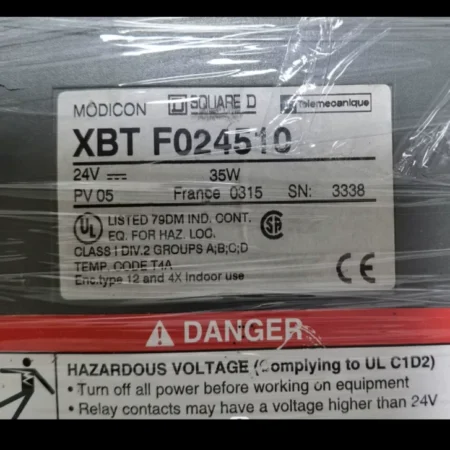 MODICON SQUARE D Telemecanique
XBT F024510
24V 35W
PV 05 France 0315 SN: 3338
UL LISTED 79DM IND. CONT.
EQ. FOR HAZ. LOC.
CLASS I DIV.2 GROUPS A;B;C;D
TEMP. CODE T4A
Enc.type 12 and 4X Indoor use
CE
DANGER
HAZARDOUS VOLTAGE (Complying to UL C1D2)
• Turn off all power before working on equipment
• Relay contacts may have a voltage higher than 24V